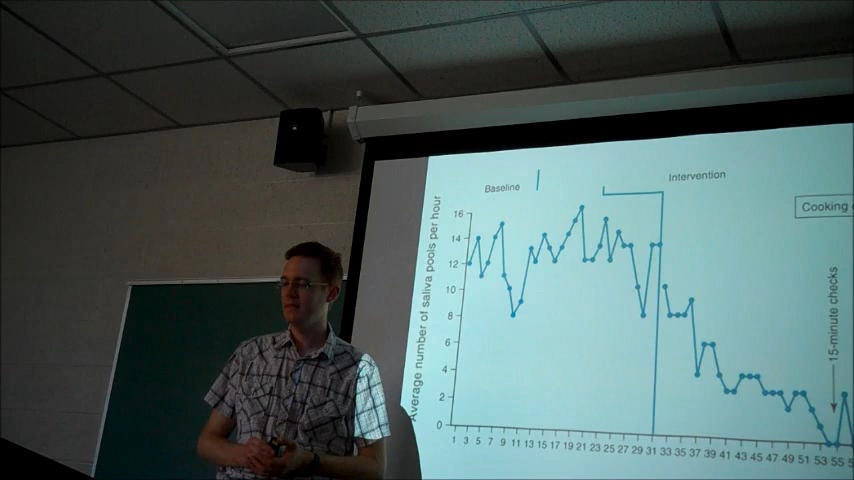 Baseline
Intervention
Cooking
Average number of saliva pools per hour
16
14
12
10
8
6
4
2
0
15-minute checks
1 3 5 7 9 11 13 15 17 19 21 23 25 27 29 31 33 35 37 39 41 43 45 47 49 51 53 55